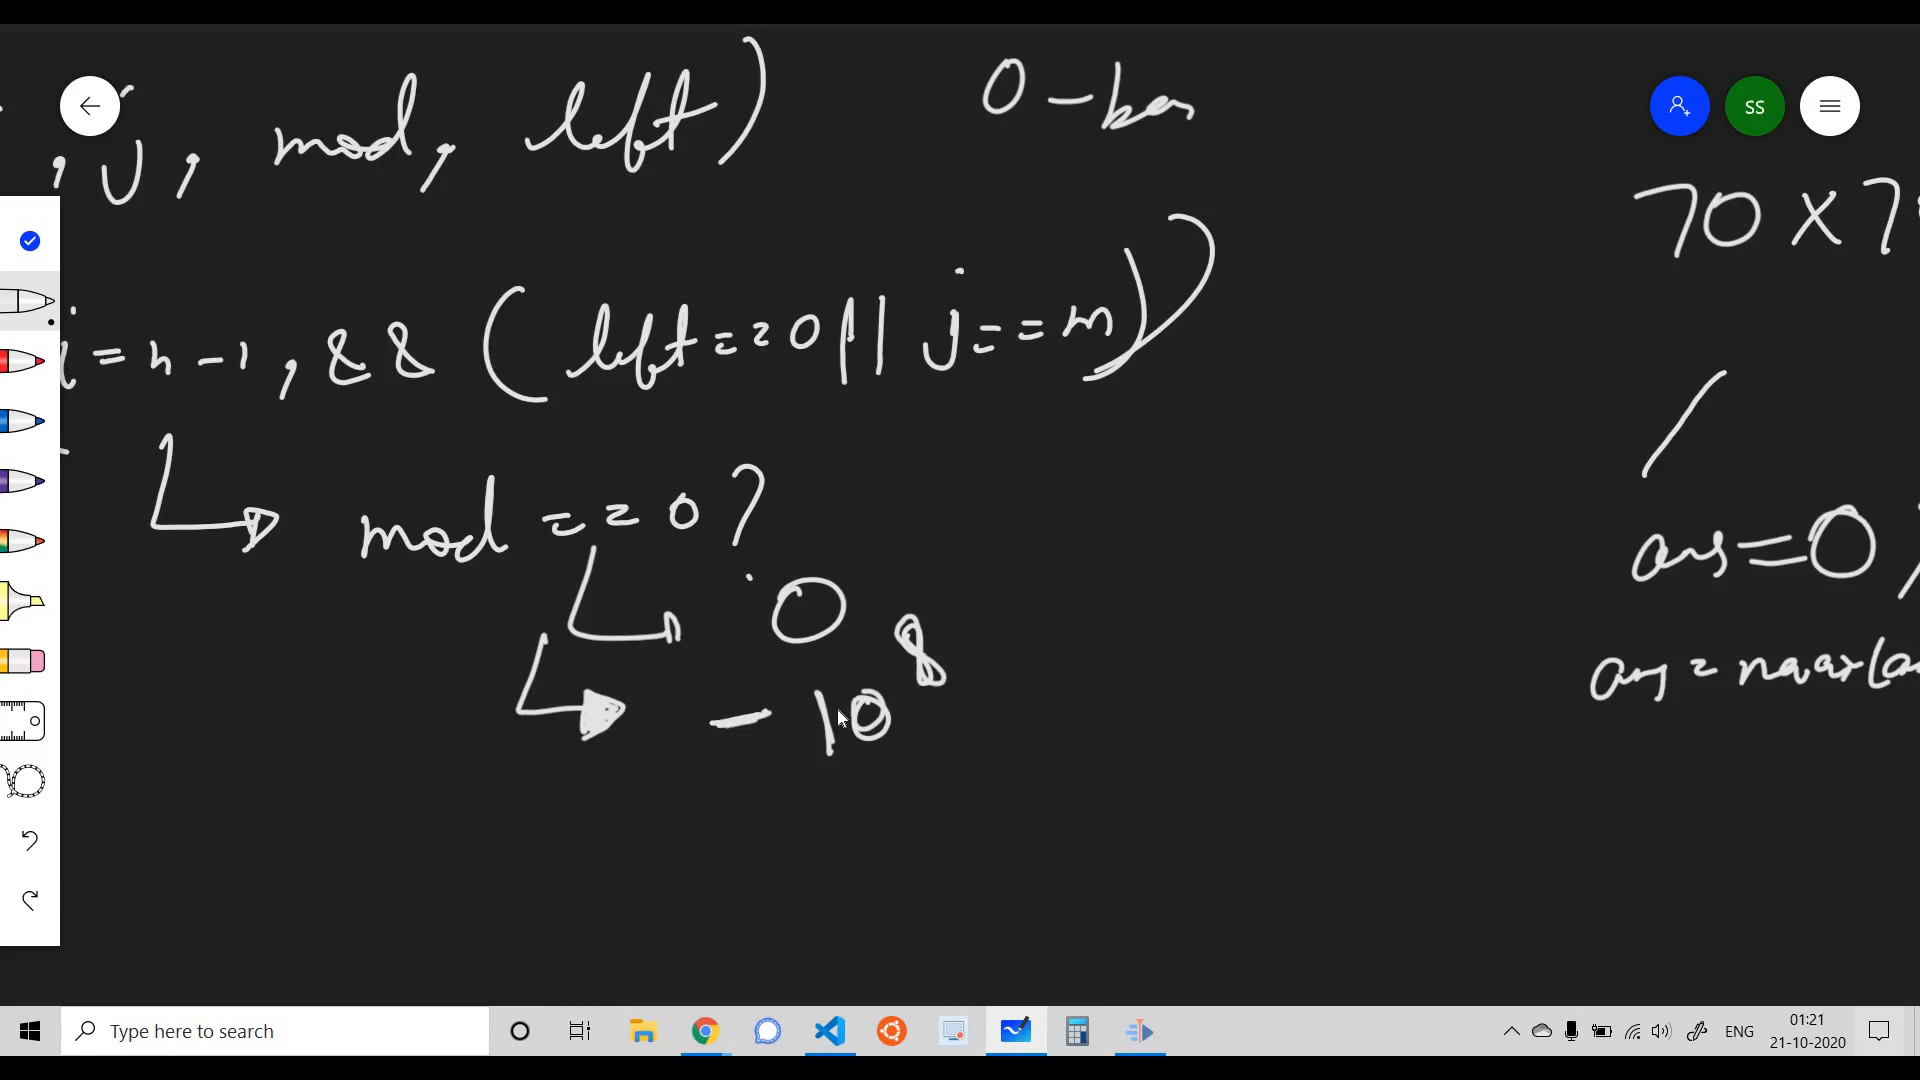 , j, mod, left)
0 - bas
SS
70 X 7
i = n - 1, && ( left == 0 || j == m ) )
mod == 0 ?
0
- 10 8
ans = 0
ans = max(a
Type here to search
ENG
01:21
21-10-2020